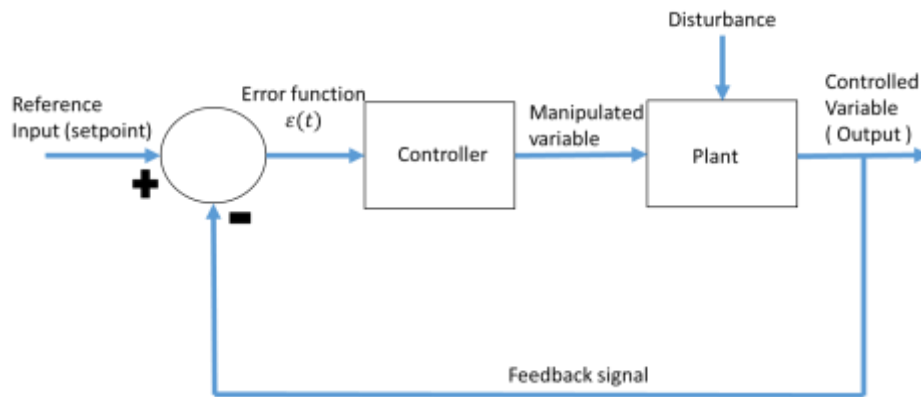 Disturbance
Reference
Input (setpoint)
Error function
ε(t)
Controller
Manipulated
variable
Plant
Controlled
Variable
( Output )
+
-
Feedback signal